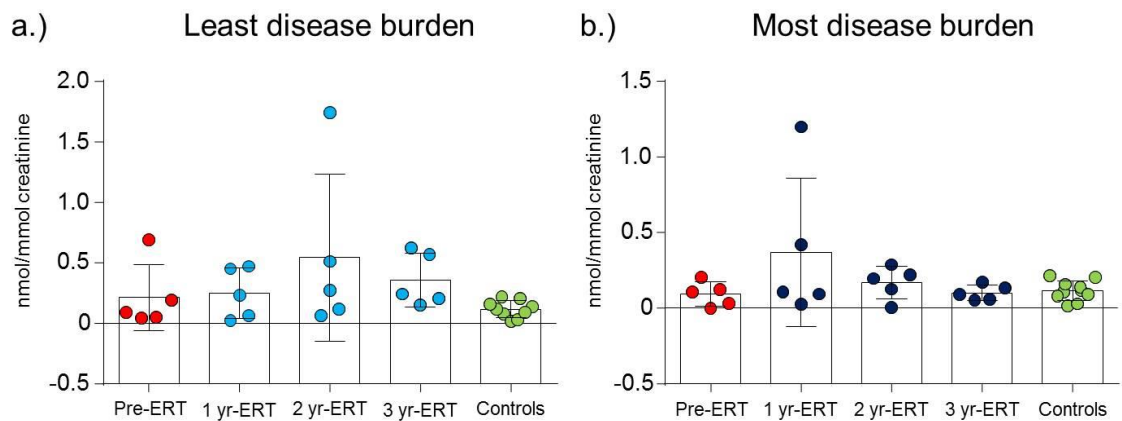 a.) Least disease burden
nmol/mmol creatinine
2.0
1.5
1.0
0.5
0
-0.5
Pre-ERT 1 yr-ERT 2 yr-ERT 3 yr-ERT Controls
b.) Most disease burden
nmol/mmol creatinine
1.5
1.0
0.5
0
-0.5
Pre-ERT 1 yr-ERT 2 yr-ERT 3 yr-ERT Controls